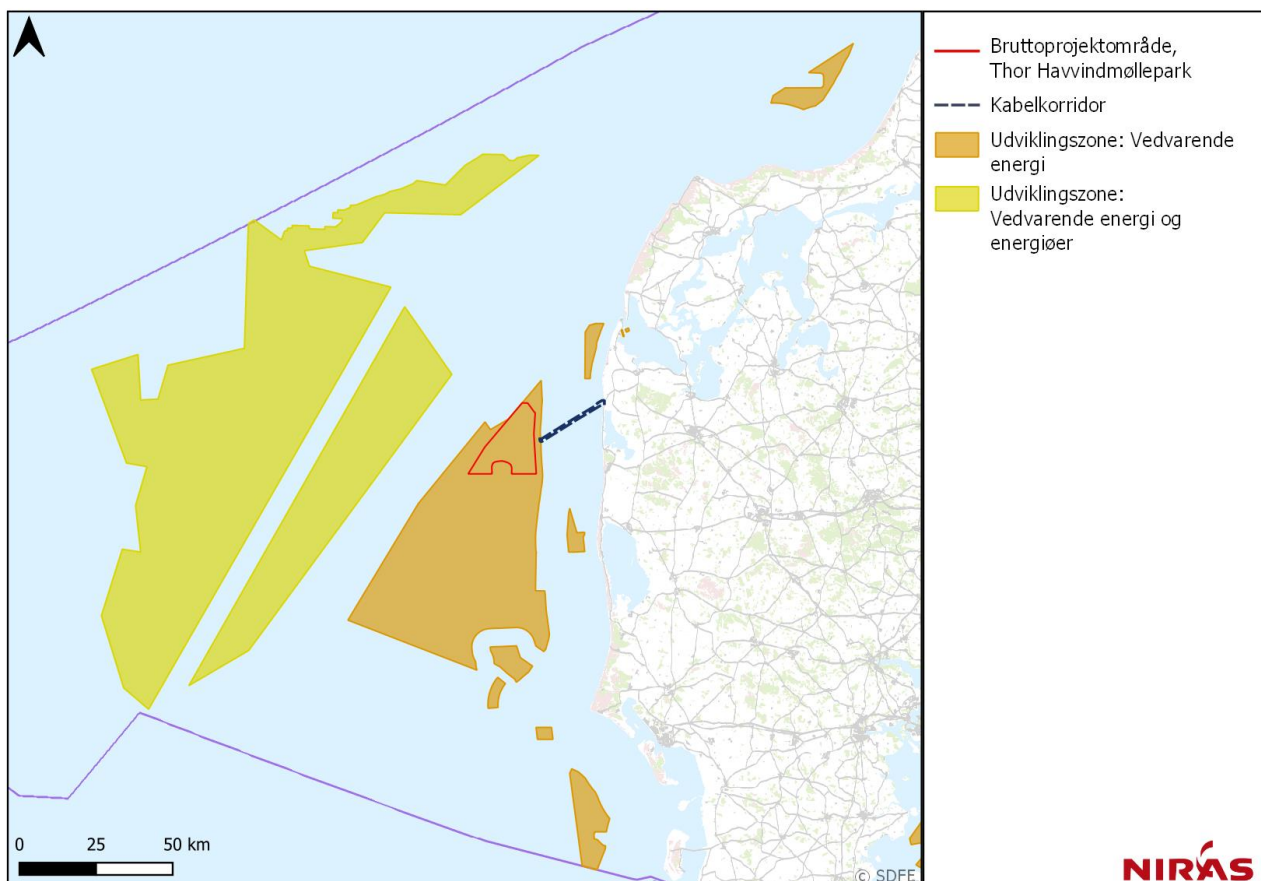 Bruttoprojektområde,
Thor Havvindmøllepark
Kabelkorridor
Udviklingszone: Vedvarende
energi
Udviklingszone:
Vedvarende energi og
energiøer
0 25 50 km
© SDFE
NIRAS